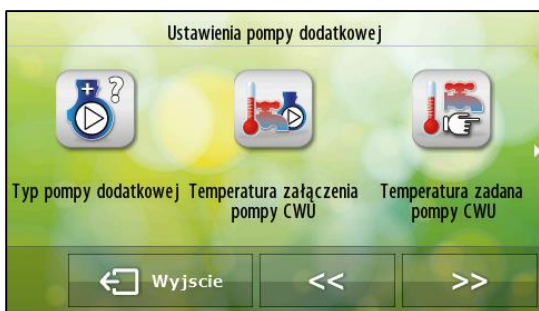 Ustawienia pompy dodatkowej
Typ pompy dodatkowej
Temperatura załączenia
pompy CWU
Temperatura zadana
pompy CWU
Wyjscie
<<
>>